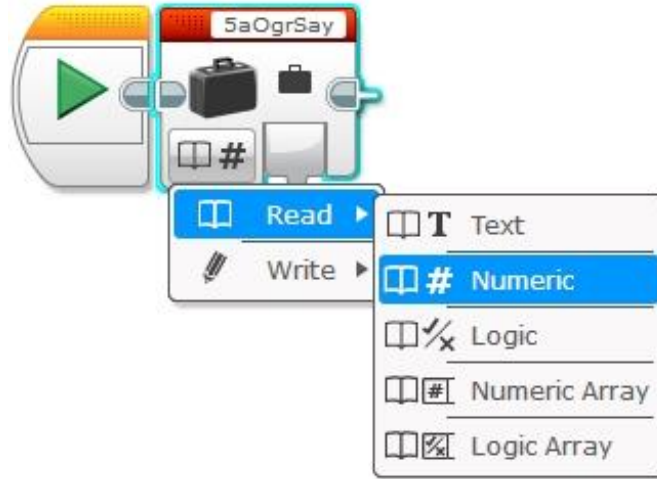 5aOgrSay
#
Read
Write
T Text
# Numeric
Logic
# Numeric Array
Logic Array